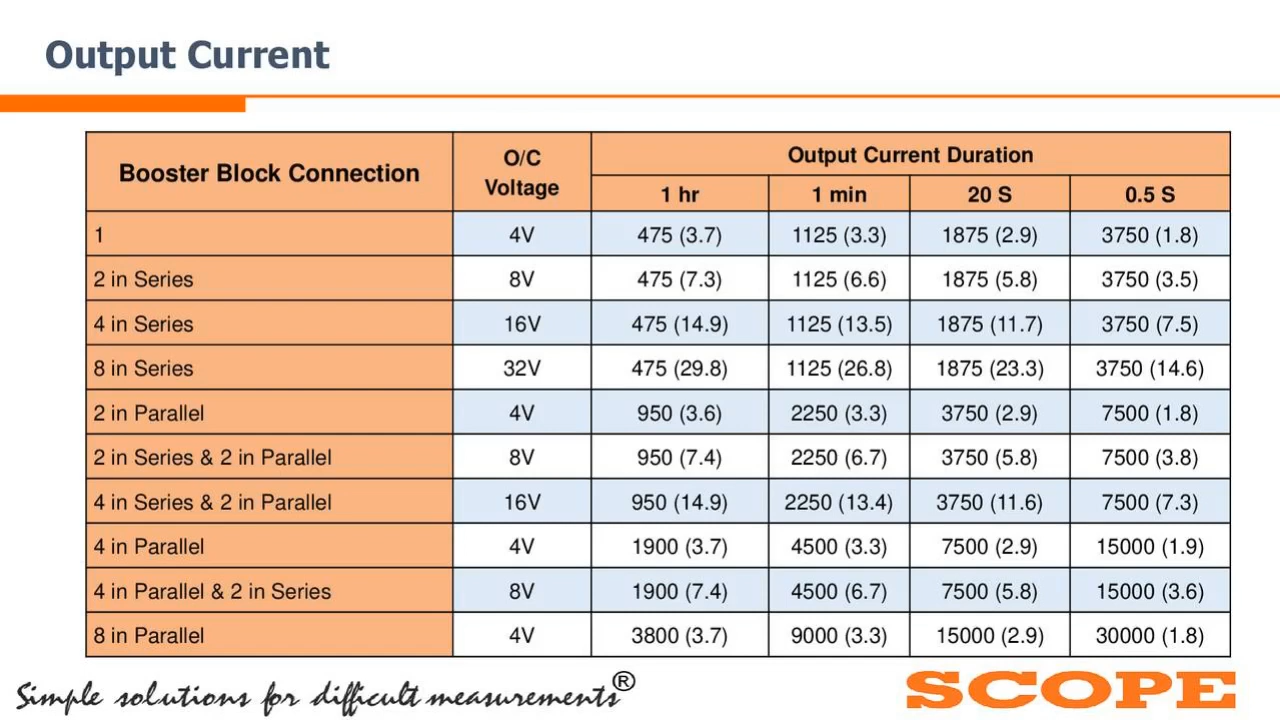 Output Current
Booster Block Connection O/C Voltage Output Current Duration
1 hr 1 min 20 S 0.5 S
1 4V 475 (3.7) 1125 (3.3) 1875 (2.9) 3750 (1.8)
2 in Series 8V 475 (7.3) 1125 (6.6) 1875 (5.8) 3750 (3.5)
4 in Series 16V 475 (14.9) 1125 (13.5) 1875 (11.7) 3750 (7.5)
8 in Series 32V 475 (29.8) 1125 (26.8) 1875 (23.3) 3750 (14.6)
2 in Parallel 4V 950 (3.6) 2250 (3.3) 3750 (2.9) 7500 (1.8)
2 in Series & 2 in Parallel 8V 950 (7.4) 2250 (6.7) 3750 (5.8) 7500 (3.8)
4 in Series & 2 in Parallel 16V 950 (14.9) 2250 (13.4) 3750 (11.6) 7500 (7.3)
4 in Parallel 4V 1900 (3.7) 4500 (3.3) 7500 (2.9) 15000 (1.9)
4 in Parallel & 2 in Series 8V 1900 (7.4) 4500 (6.7) 7500 (5.8) 15000 (3.6)
8 in Parallel 4V 3800 (3.7) 9000 (3.3) 15000 (2.9) 30000 (1.8)
Simple solutions for difficult measurements®
SCOPE